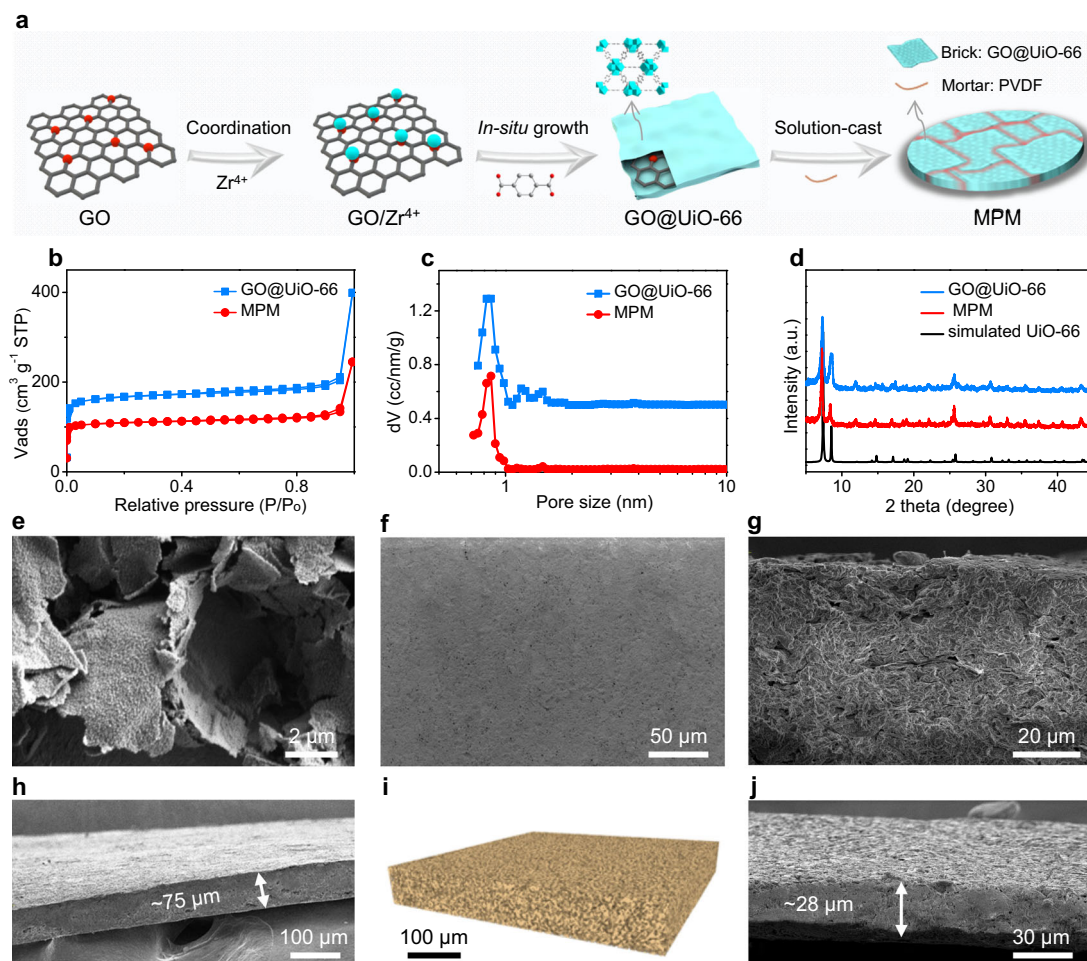 a
Brick: GO@UiO-66
Mortar: PVDF
Coordination
Zr⁴⁺
In-situ growth
Solution-cast
GO
GO/Zr⁴⁺
GO@UiO-66
MPM
b
Vads (cm³ g⁻¹ STP)
400
200
0
GO@UiO-66
MPM
0.0
0.4
0.8
Relative pressure (P/Po)
c
dV (cc/nm/g)
1.2
0.6
0.0
GO@UiO-66
MPM
1
10
Pore size (nm)
d
Intensity (a.u.)
GO@UiO-66
MPM
simulated UiO-66
10
20
30
40
2 theta (degree)
e
2 μm
f
50 μm
g
20 μm
h
~75 μm
100 μm
i
100 μm
j
~28 μm
30 μm